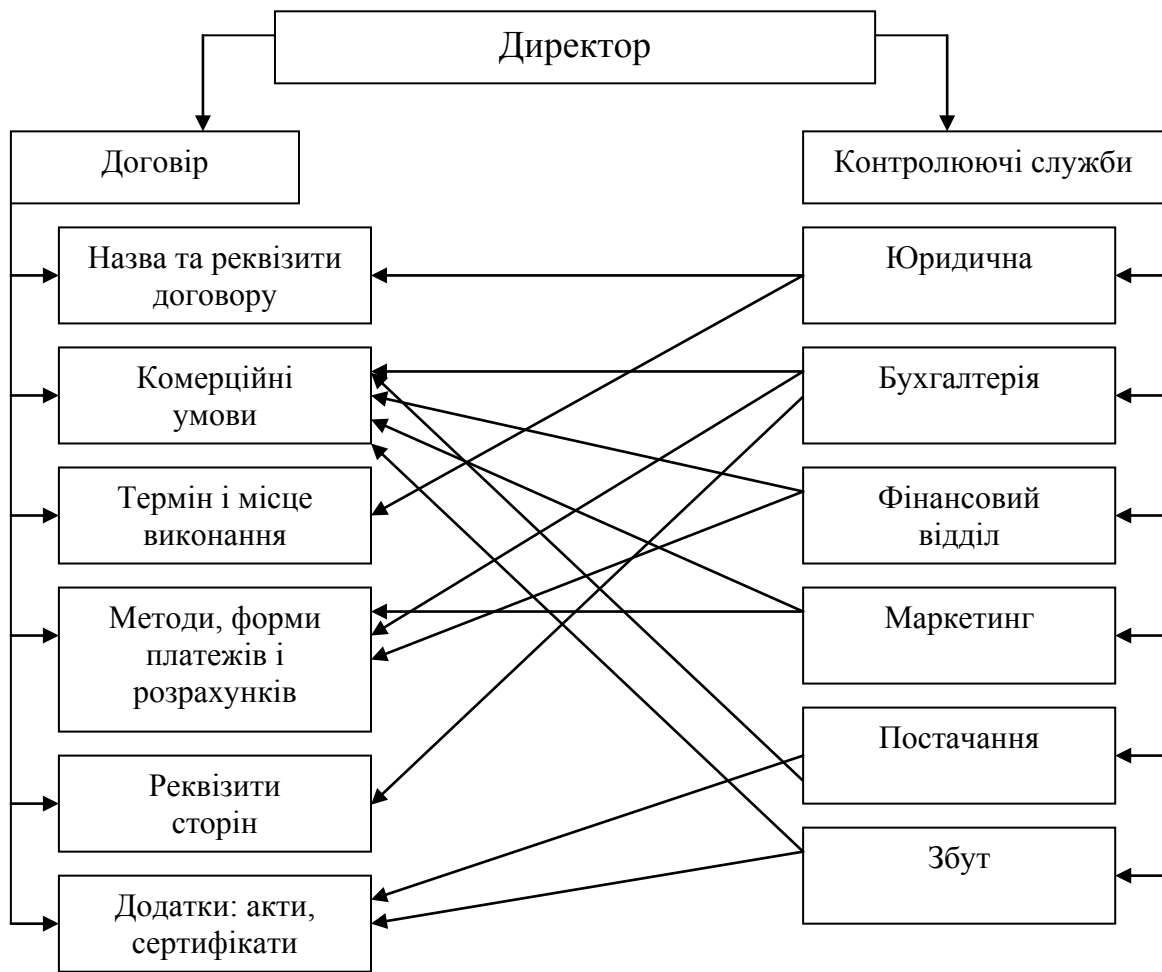 Директор
Договір
Контролюючі служби
Назва та реквізити
договору
Юридична
Комерційні
умови
Бухгалтерія
Термін і місце
виконання
Фінансовий
відділ
Методи, форми
платежів і
розрахунків
Маркетинг
Постачання
Реквізити
сторін
Збут
Додатки: акти,
сертифікати